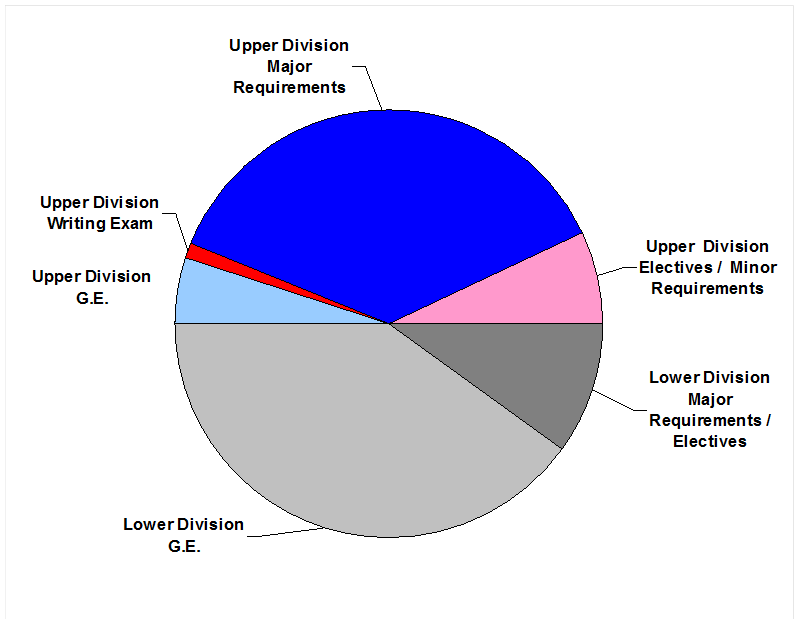 Upper Division
Major
Requirements
Upper Division
Writing Exam
Upper Division
G.E.
Upper Division
Electives / Minor
Requirements
Lower Division
Major
Requirements /
Electives
Lower Division
G.E.